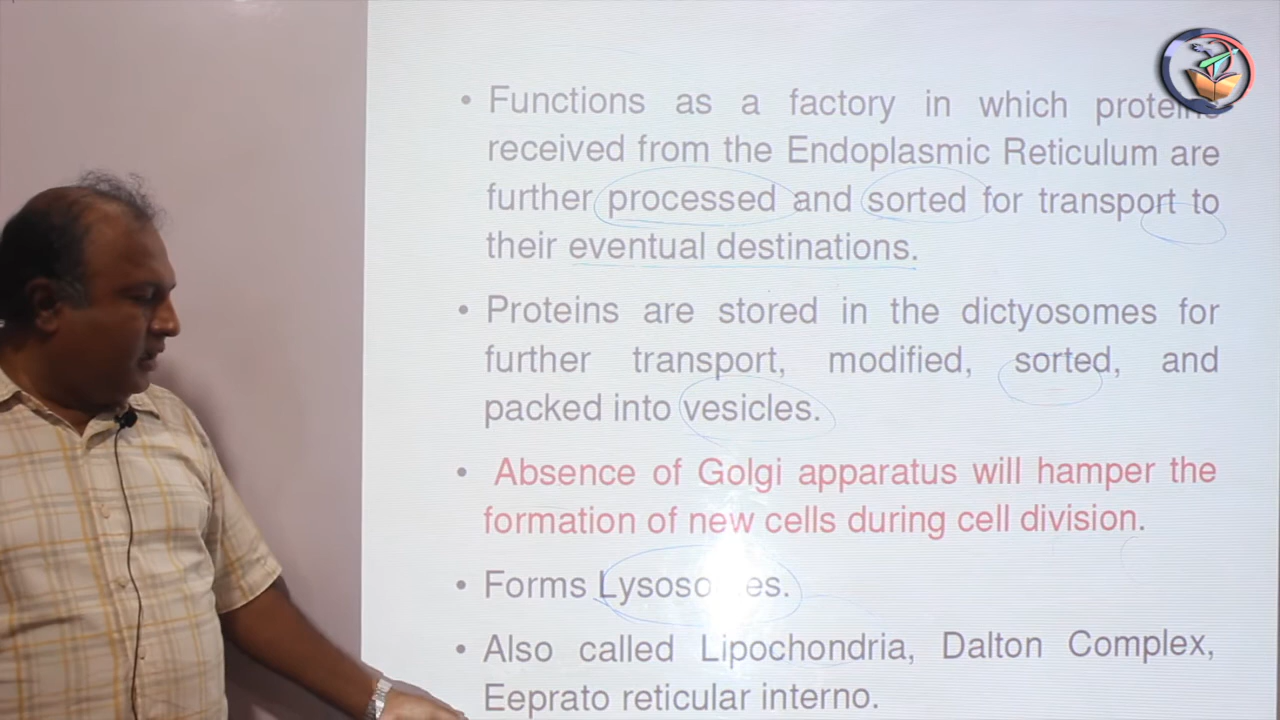 • Functions as a factory in which proteins
received from the Endoplasmic Reticulum are
further processed and sorted for transport to
their eventual destinations.
• Proteins are stored in the dictyosomes for
further transport, modified, sorted, and
packed into vesicles.
• Absence of Golgi apparatus will hamper the
formation of new cells during cell division.
• Forms Lysosomes.
• Also called Lipochondria, Dalton Complex,
Eeprato reticular interno.